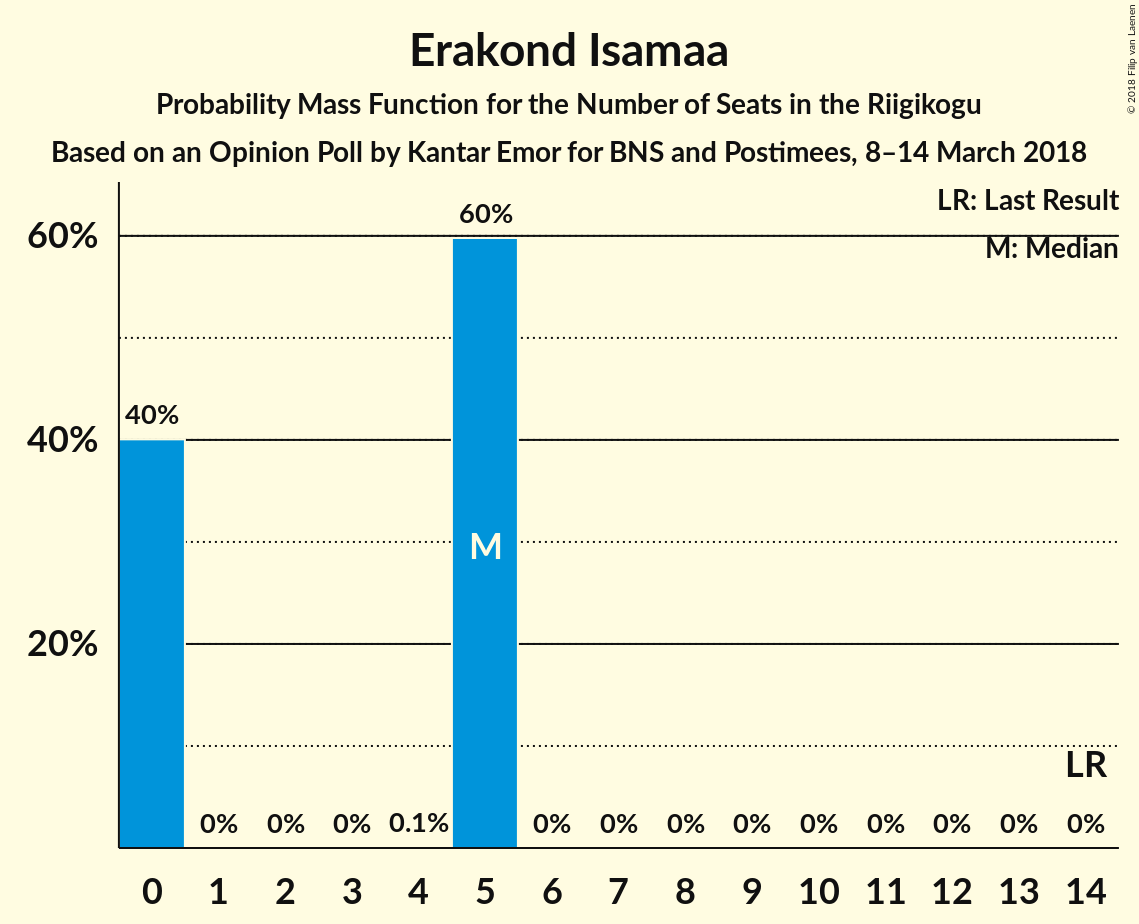 Erakond Isamaa
Probability Mass Function for the Number of Seats in the Riigikogu
Based on an Opinion Poll by Kantar Emor for BNS and Postimees, 8–14 March 2018
© 2018 Filip van Laenen
LR: Last Result
M: Median
60%
40%
20%
40%
0%
0%
0%
0.1%
60%
0%
0%
0%
0%
0%
0%
0%
0%
0%
M
LR
0 1 2 3 4 5 6 7 8 9 10 11 12 13 14